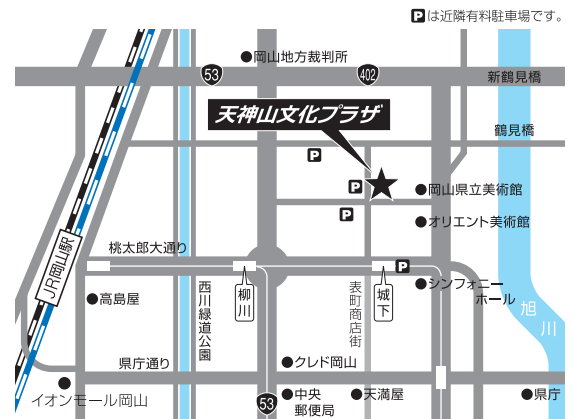 Pは近隣有料駐車場です。
岡山地方裁判所
53
402
新鶴見橋
天神山文化プラザ
鶴見橋
P
P
岡山県立美術館
P
オリエント美術館
桃太郎大通り
P
JR岡山駅
高島屋
西川緑道公園
柳川
表町商店街
城下
シンフォニー
ホール
旭川
県庁通り
クレド岡山
イオンモール岡山
53
中央
郵便局
天満屋
県庁